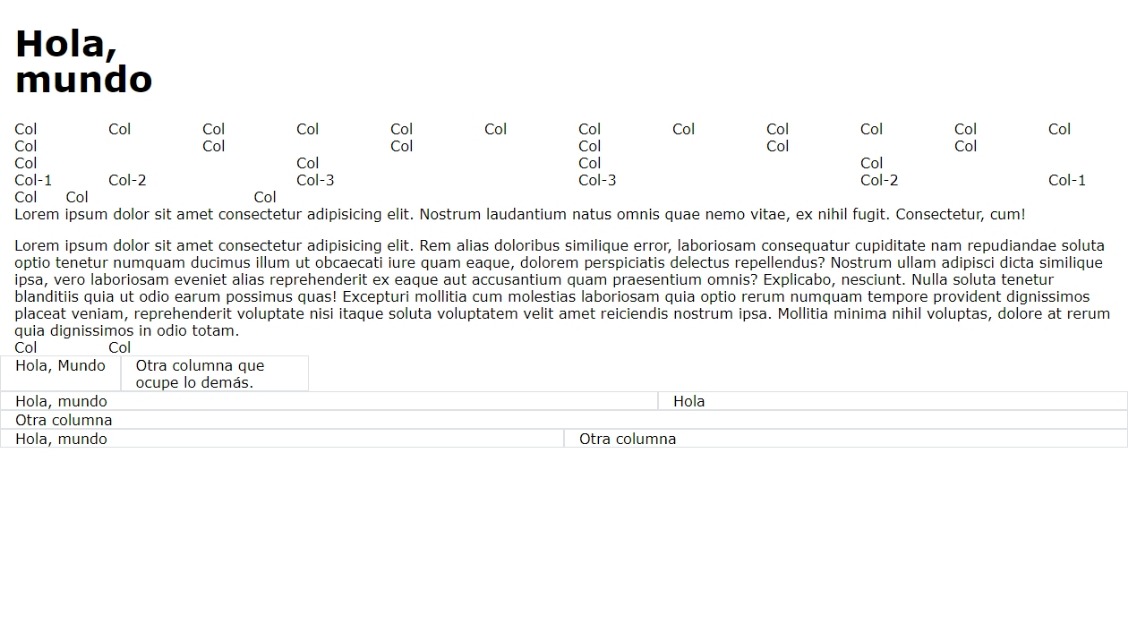 Hola,
mundo
Col Col Col Col Col Col Col Col Col Col Col Col
Col Col Col Col Col Col
Col Col Col Col
Col-1 Col-2 Col-3 Col-3 Col-2 Col-1
Col Col Col
Lorem ipsum dolor sit amet consectetur adipisicing elit. Nostrum laudantium natus omnis quae nemo vitae, ex nihil fugit. Consectetur, cum!
Lorem ipsum dolor sit amet consectetur adipisicing elit. Rem alias doloribus similique error, laboriosam consequatur cupiditate nam repudiandae soluta
optio tenetur numquam ducimus illum ut obcaecati iure quam eaque, dolorem perspiciatis delectus repellendus? Nostrum ullam adipisci dicta similique
ipsa, vero laboriosam eveniet alias reprehenderit ex eaque aut accusantium quam praesentium omnis? Explicabo, nesciunt. Nulla soluta tenetur
blanditiis quia ut odio earum possimus quas! Excepturi mollitia cum molestias laboriosam quia optio rerum numquam tempore provident dignissimos
placeat veniam, reprehenderit voluptate nisi itaque soluta voluptatem velit amet reiciendis nostrum ipsa. Mollitia minima nihil voluptas, dolore at rerum
quia dignissimos in odio totam.
Col Col
Hola, Mundo Otra columna que
ocupe lo demás.
Hola, mundo Hola
Otra columna
Hola, mundo Otra columna